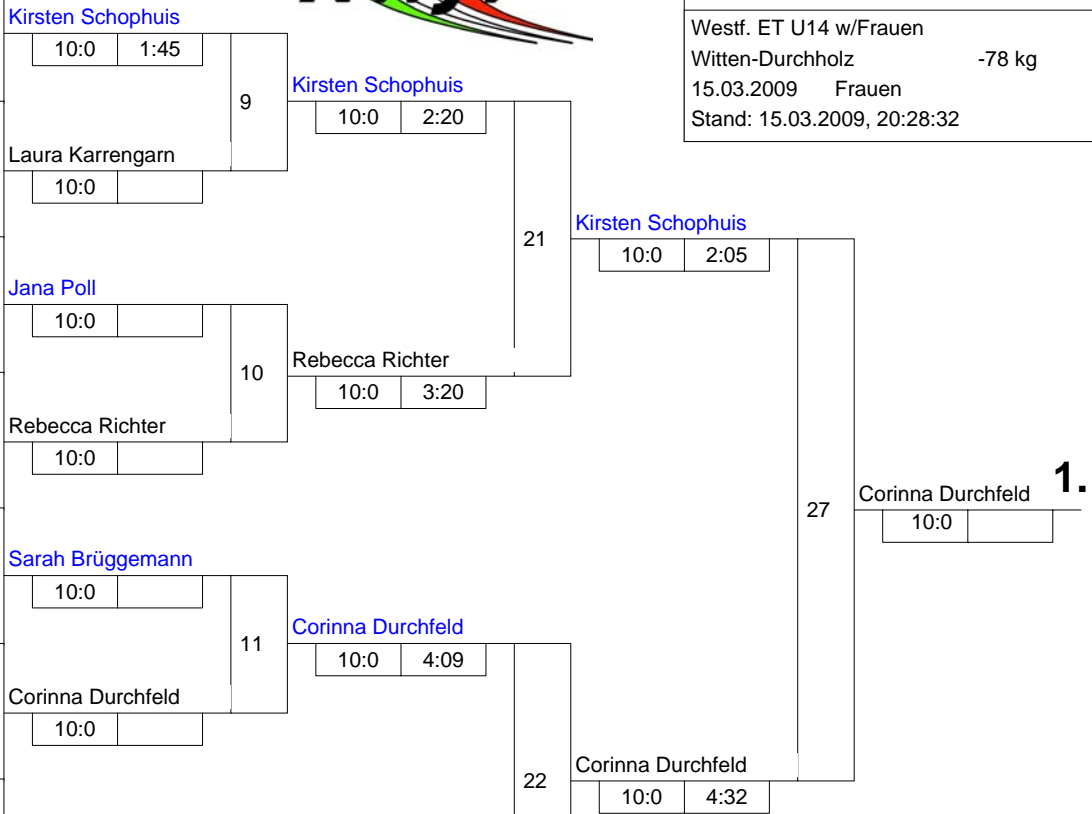 Westf. ET U14 w/Frauen
Witten-Durchholz -78 kg
15.03.2009 Frauen
Stand: 15.03.2009, 20:28:32
Kirsten Schophuis
10:0 1:45
9
Laura Karrengarn
10:0
Kirsten Schophuis
10:0 2:20
Jana Poll
10:0
10
Rebecca Richter
10:0
Rebecca Richter
10:0 3:20
21
Kirsten Schophuis
10:0 2:05
Sarah Brüggemann
10:0
11
Corinna Durchfeld
10:0
Corinna Durchfeld
10:0 4:09
22
Corinna Durchfeld
10:0 4:32
27
Corinna Durchfeld 1.
10:0